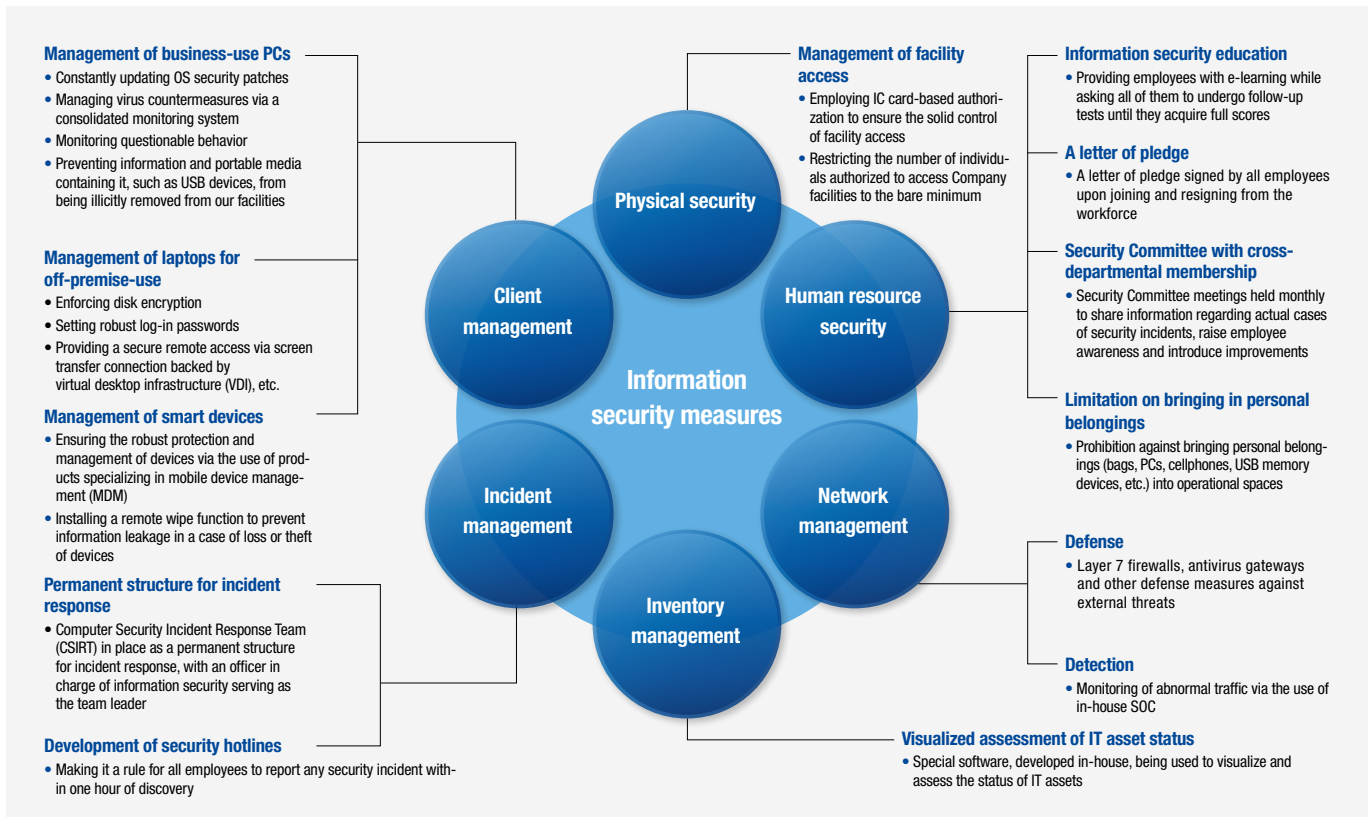 Management of business-use PCs
• Constantly updating OS security patches
• Managing virus countermeasures via a
consolidated monitoring system
• Monitoring questionable behavior
• Preventing information and portable media
containing it, such as USB devices, from
being illicitly removed from our facilities
Management of laptops for
off-premise-use
• Enforcing disk encryption
• Setting robust log-in passwords
• Providing a secure remote access via screen
transfer connection backed by
virtual desktop infrastructure (VDI), etc.
Management of smart devices
• Ensuring the robust protection and
management of devices via the use of prod-
ucts specializing in mobile device manage-
ment (MDM)
• Installing a remote wipe function to prevent
information leakage in a case of loss or theft
of devices
Permanent structure for incident
response
• Computer Security Incident Response Team
(CSIRT) in place as a permanent structure
for incident response, with an officer in
charge of information security serving as
the team leader
Development of security hotlines
• Making it a rule for all employees to report any security incident with-
in one hour of discovery
Physical security
Client
management
Human resource
security
Information
security measures
Incident
management
Network
management
Inventory
management
Management of facility
access
• Employing IC card-based authori-
zation to ensure the solid control
of facility access
• Restricting the number of individu-
als authorized to access Company
facilities to the bare minimum
Information security education
• Providing employees with e-learning while
asking all of them to undergo follow-up
tests until they acquire full scores
A letter of pledge
• A letter of pledge signed by all employees
upon joining and resigning from the
workforce
Security Committee with cross-
departmental membership
• Security Committee meetings held monthly
to share information regarding actual cases
of security incidents, raise employee
awareness and introduce improvements
Limitation on bringing in personal
belongings
• Prohibition against bringing personal belong-
ings (bags, PCs, cellphones, USB memory
devices, etc.) into operational spaces
Defense
• Layer 7 firewalls, antivirus gateways
and other defense measures against
external threats
Detection
• Monitoring of abnormal traffic via the use of
in-house SOC
Visualized assessment of IT asset status
• Special software, developed in-house, being used to visualize and
assess the status of IT assets